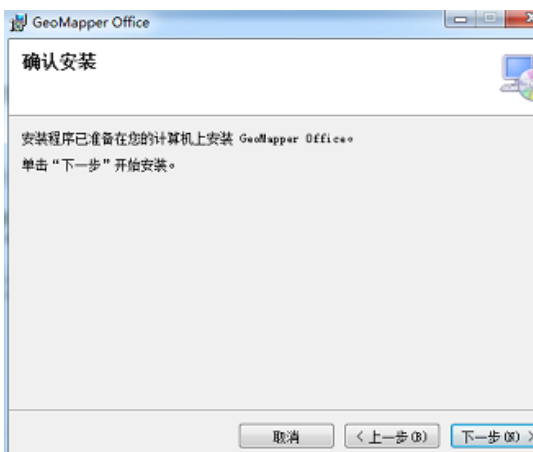 GeoMapper Office
确认安装
安装程序已准备在您的计算机上安装 GeoMapper Office。
单击“下一步”开始安装。
取消
< 上一步(B)
下一步(N) >